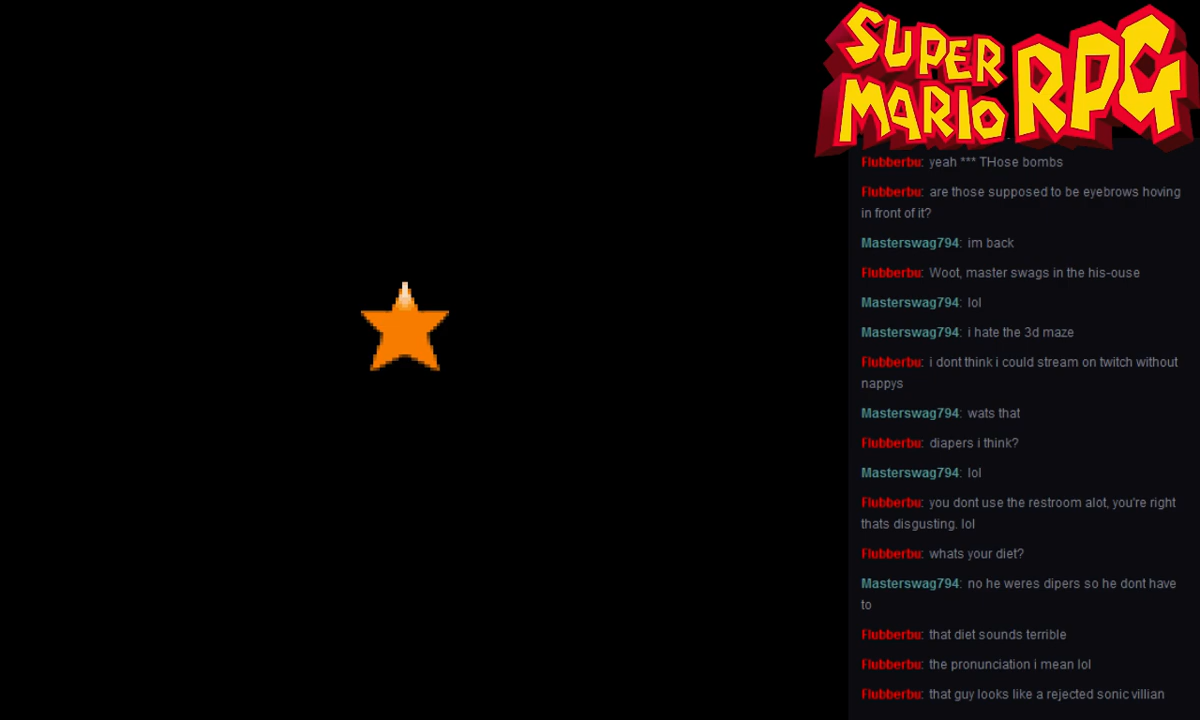 SUPER
MARIO RPG
Flubberbu: yeah *** THose bombs
Flubberbu: are those supposed to be eyebrows hoving
in front of it?
Masterswag794: im back
Flubberbu: Woot, master swags in the his-ouse
Masterswag794: lol
Masterswag794: i hate the 3d maze
Flubberbu: i dont think i could stream on twitch without
nappys
Masterswag794: wats that
Flubberbu: diapers i think?
Masterswag794: lol
Flubberbu: you dont use the restroom alot, you're right
thats disgusting. lol
Flubberbu: whats your diet?
Masterswag794: no he weres dipers so he dont have
to
Flubberbu: that diet sounds terrible
Flubberbu: the pronunciation i mean lol
Flubberbu: that guy looks like a rejected sonic villian